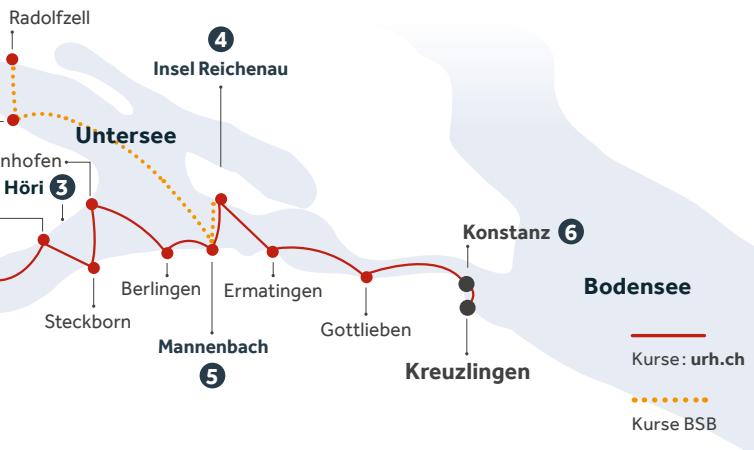 Radolfzell
4
Insel Reichenau
Untersee
nhofen
Höri 3
Konstanz 6
Bodensee
Berlingen
Ermatingen
Steckborn
Gottlieben
Mannenbach
5
Kreuzlingen
Kurse: urh.ch
Kurse BSB